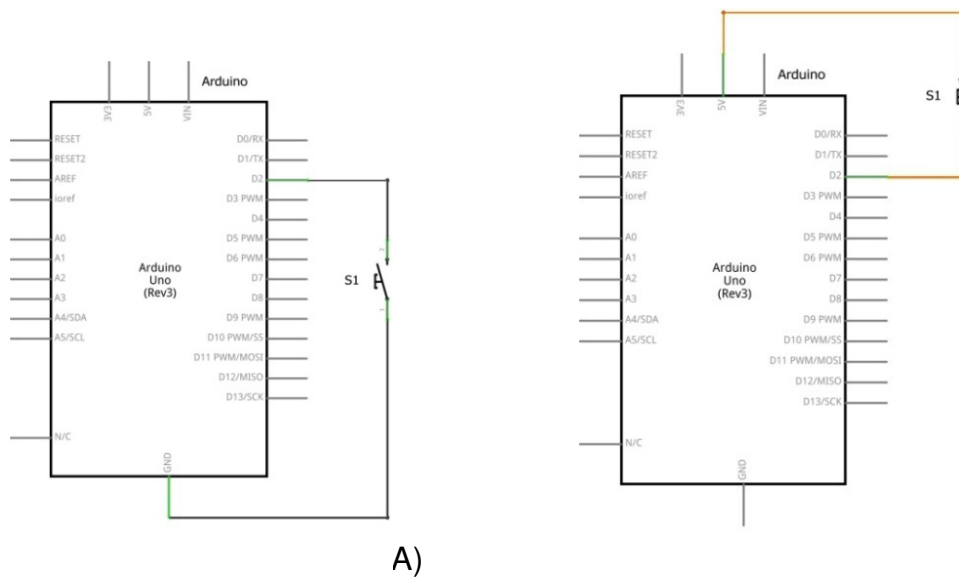 Arduino
3V3
5V
VIN
RESET
RESET2
AREF
ioref
A0
A1
A2
A3
A4/SDA
A5/SCL
N/C
D0/RX
D1/TX
D2
D3 PWM
D4
D5 PWM
D6 PWM
D7
D8
D9 PWM
D10 PWM/SS
D11 PWM/MOSI
D12/MISO
D13/SCK
GND
Arduino
Uno
(Rev3)
S1
2
1
Arduino
3V3
5V
VIN
RESET
RESET2
AREF
ioref
A0
A1
A2
A3
A4/SDA
A5/SCL
N/C
D0/RX
D1/TX
D2
D3 PWM
D4
D5 PWM
D6 PWM
D7
D8
D9 PWM
D10 PWM/SS
D11 PWM/MOSI
D12/MISO
D13/SCK
GND
Arduino
Uno
(Rev3)
S1
A)